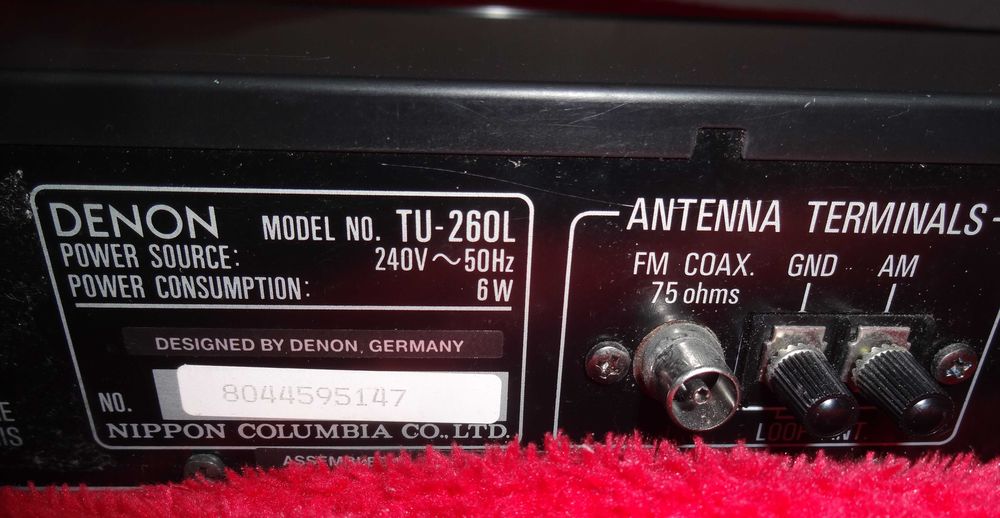 DENON MODEL NO. TU-260L
POWER SOURCE: 240V～50Hz
POWER CONSUMPTION: 6W
DESIGNED BY DENON, GERMANY
NO. 8044595147
NIPPON COLUMBIA CO., LTD.
ANTENNA TERMINALS
FM COAX. GND AM
75 ohms